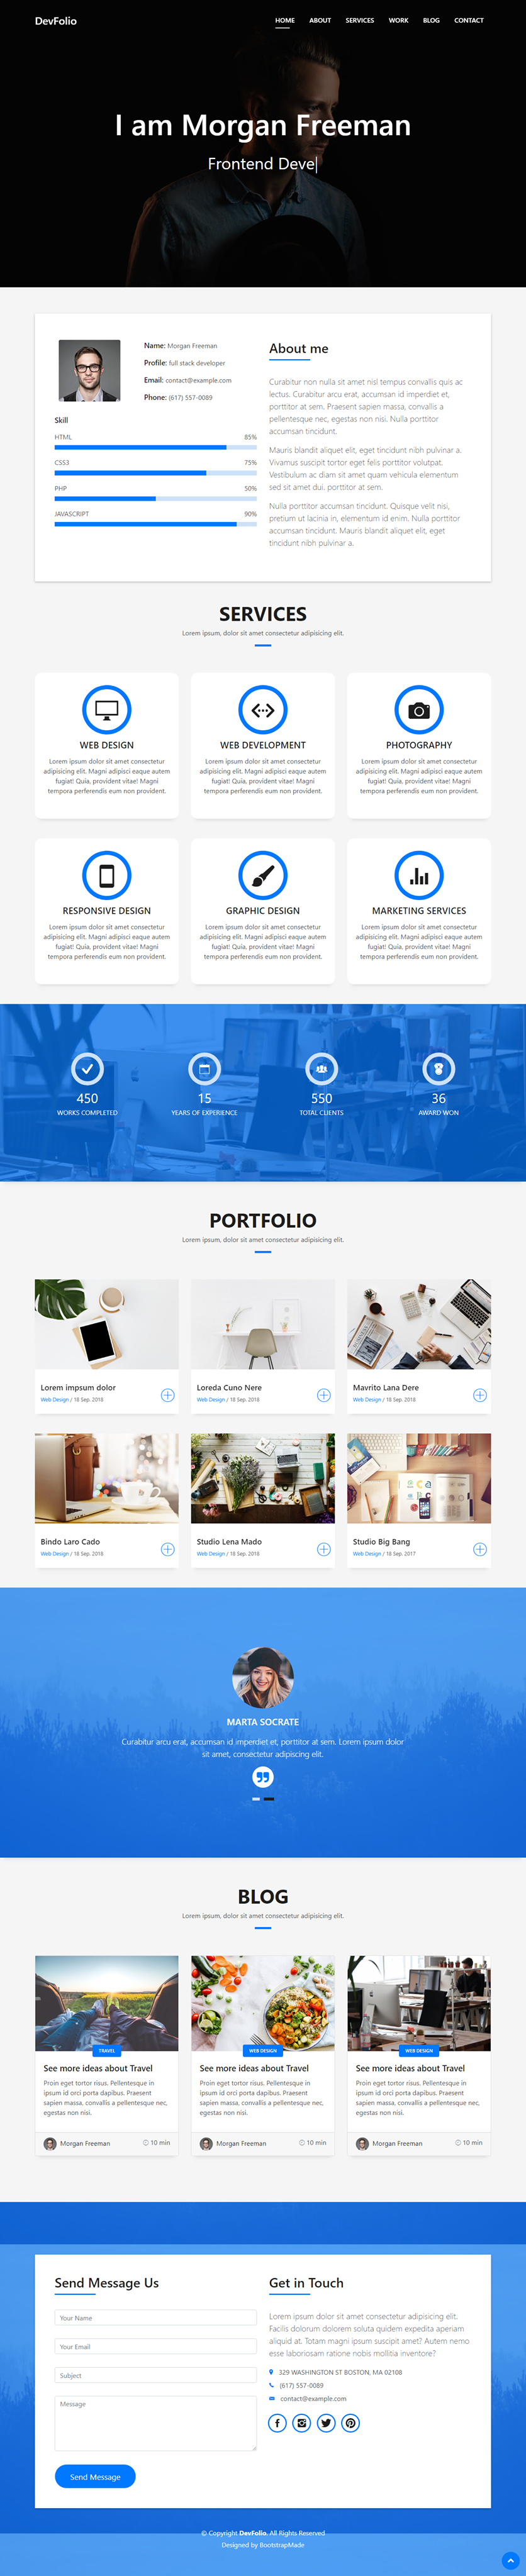 DevFolio
HOME ABOUT SERVICES WORK BLOG CONTACT
I am Morgan Freeman
Frontend Deve|
Name: Morgan Freeman
Profile: full stack developer
Email: contact@example.com
Phone: (617) 557-0089
Skill
HTML 85%
CSS3 75%
PHP 50%
JAVASCRIPT 90%
About me
Curabitur non nulla sit amet nisl tempus convallis quis ac
lectus. Curabitur arcu erat, accumsan id imperdiet et,
porttitor at sem. Praesent sapien massa, convallis a
pellentesque nec, egestas non nisi. Nulla porttitor
accumsan tincidunt.
Mauris blandit aliquet elit, eget tincidunt nibh pulvinar a.
Vivamus suscipit tortor eget felis porttitor volutpat.
Vestibulum ac diam sit amet quam vehicula elementum
sed sit amet dui. porttitor at sem.
Nulla porttitor accumsan tincidunt. Quisque velit nisi,
pretium ut lacinia in, elementum id enim. Nulla porttitor
accumsan tincidunt. Mauris blandit aliquet elit, eget
tincidunt nibh pulvinar a.
SERVICES
Lorem ipsum, dolor sit amet consectetur adipisicing elit.
WEB DESIGN
Lorem ipsum dolor sit amet consectetur
adipisicing elit. Magni adipisci eaque autem
fugiat! Quia, provident vitae! Magni
tempora perferendis eum non provident.
WEB DEVELOPMENT
Lorem ipsum dolor sit amet consectetur
adipisicing elit. Magni adipisci eaque autem
fugiat! Quia, provident vitae! Magni
tempora perferendis eum non provident.
PHOTOGRAPHY
Lorem ipsum dolor sit amet consectetur
adipisicing elit. Magni adipisci eaque autem
fugiat! Quia, provident vitae! Magni
tempora perferendis eum non provident.
RESPONSIVE DESIGN
Lorem ipsum dolor sit amet consectetur
adipisicing elit. Magni adipisci eaque autem
fugiat! Quia, provident vitae! Magni
tempora perferendis eum non provident.
GRAPHIC DESIGN
Lorem ipsum dolor sit amet consectetur
adipisicing elit. Magni adipisci eaque autem
fugiat! Quia, provident vitae! Magni
tempora perferendis eum non provident.
MARKETING SERVICES
Lorem ipsum dolor sit amet consectetur
adipisicing elit. Magni adipisci eaque autem
fugiat! Quia, provident vitae! Magni
tempora perferendis eum non provident.
450
WORKS COMPLETED
15
YEARS OF EXPERIENCE
550
TOTAL CLIENTS
36
AWARD WON
PORTFOLIO
Lorem ipsum, dolor sit amet consectetur adipisicing elit.
Lorem impsum dolor
Web Design / 18 Sep. 2018
Loreda Cuno Nere
Web Design / 18 Sep. 2018
Mavrito Lana Dere
Web Design / 18 Sep. 2018
Bindo Laro Cado
Web Design / 18 Sep. 2018
Studio Lena Mado
Web Design / 18 Sep. 2018
Studio Big Bang
Web Design / 18 Sep. 2017
MARTA SOCRATE
Curabitur arcu erat, accumsan id imperdiet et, porttitor at sem. Lorem ipsum dolor
sit amet, consectetur adipiscing elit.
BLOG
Lorem ipsum, dolor sit amet consectetur adipisicing elit.
TRAVEL
See more ideas about Travel
Proin eget tortor risus. Pellentesque in
ipsum id orci porta dapibus. Praesent
sapien massa, convallis a pellentesque nec,
egestas non nisi.
Morgan Freeman 10 min
WEB DESIGN
See more ideas about Travel
Proin eget tortor risus. Pellentesque in
ipsum id orci porta dapibus. Praesent
sapien massa, convallis a pellentesque nec,
egestas non nisi.
Morgan Freeman 10 min
WEB DESIGN
See more ideas about Travel
Proin eget tortor risus. Pellentesque in
ipsum id orci porta dapibus. Praesent
sapien massa, convallis a pellentesque nec,
egestas non nisi.
Morgan Freeman 10 min
Send Message Us
Your Name
Your Email
Subject
Message
Send Message
Get in Touch
Lorem ipsum dolor sit amet consectetur adipisicing elit.
Facilis dolorum dolorem soluta quidem expedita aperiam
aliquid at. Totam magni ipsum suscipit amet? Autem nemo
esse laboriosam ratione nobis mollitia inventore?
329 WASHINGTON ST BOSTON, MA 02108
(617) 557-0089
contact@example.com
© Copyright DevFolio. All Rights Reserved
Designed by BootstrapMade